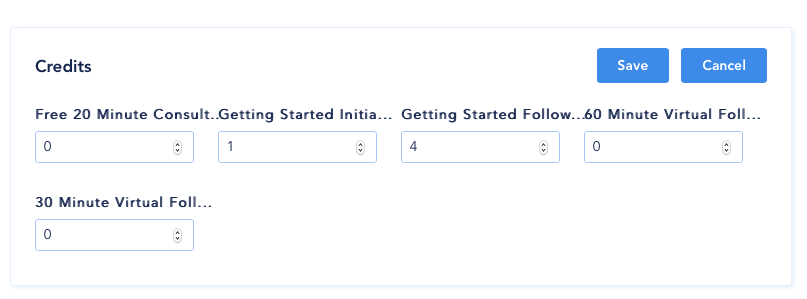 Credits Save Cancel
Free 20 Minute Consult... Getting Started Initia... Getting Started Follow... 60 Minute Virtual Foll...
0 1 4 0
30 Minute Virtual Foll...
0